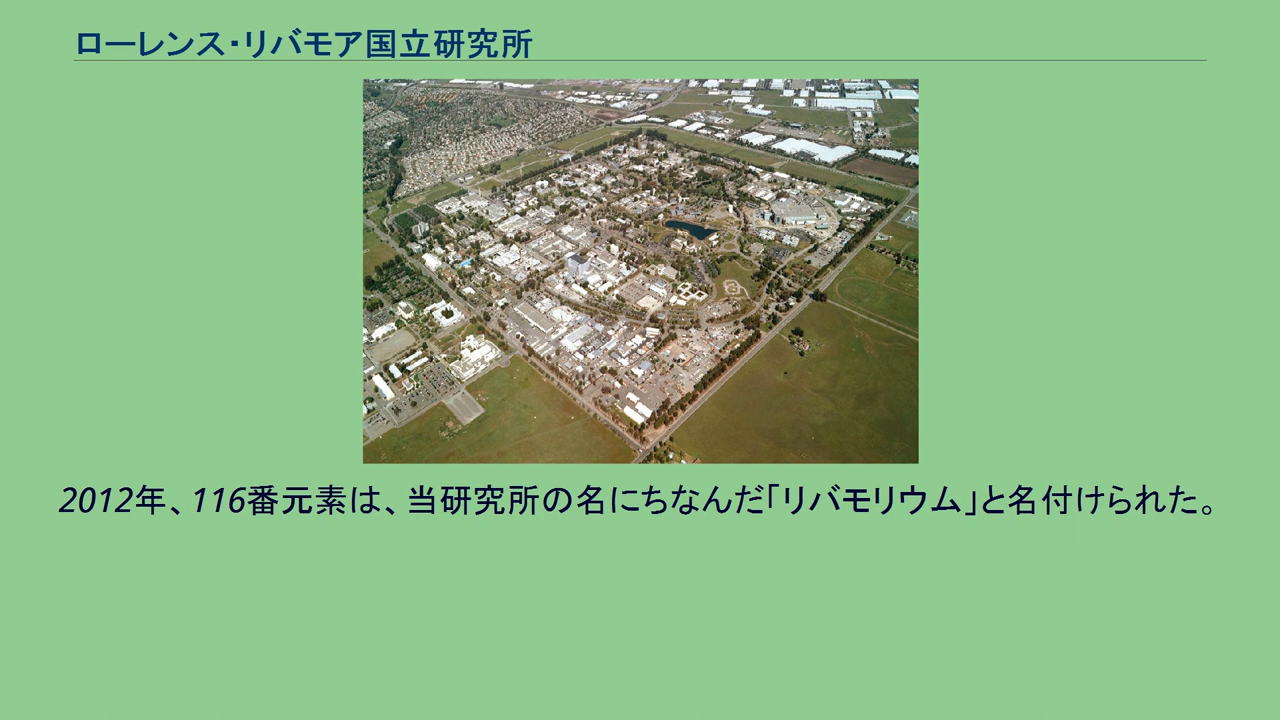 ローレンス・リバモア国立研究所
2012年、116番元素は、当研究所の名にちなんだ「リバモリウム」と名付けられた。